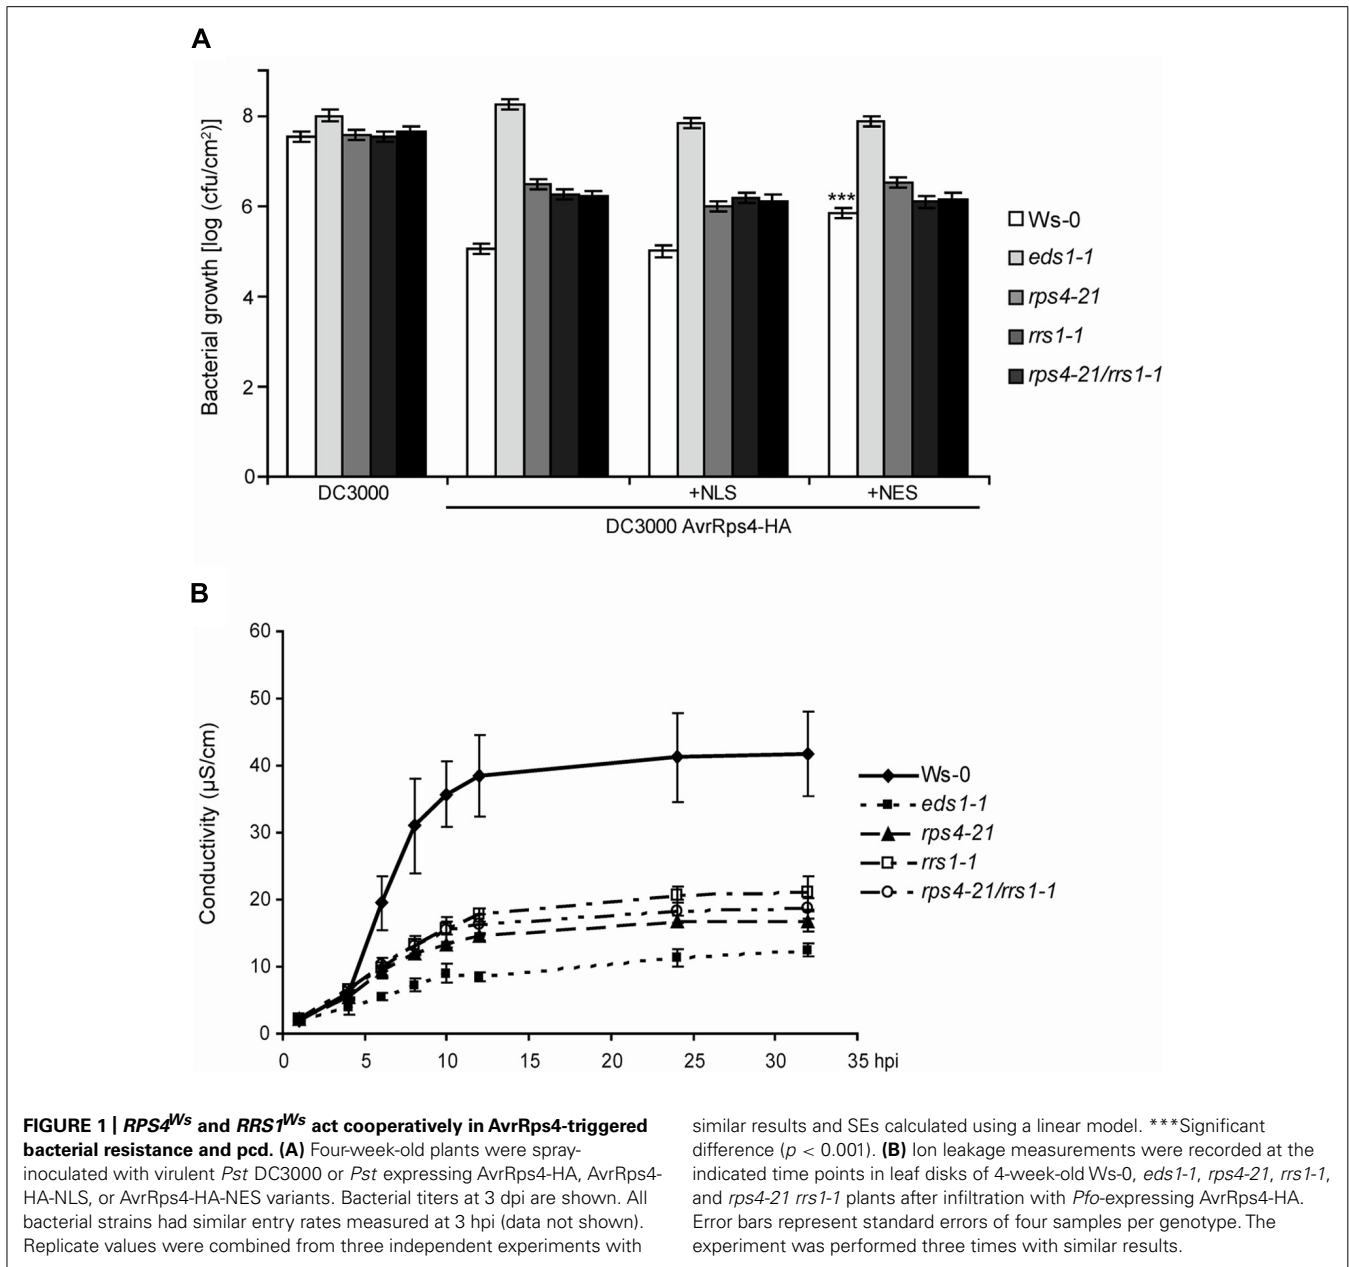 A
Bacterial growth [log (cfu/cm²)]
8
6
4
2
0
***
DC3000
+NLS
+NES
DC3000 AvrRps4-HA
Ws-0
eds1-1
rps4-21
rrs1-1
rps4-21/rrs1-1
B
Conductivity (µS/cm)
60
50
40
30
20
10
0
0 5 10 15 20 25 30 35 hpi
Ws-0
eds1-1
rps4-21
rrs1-1
rps4-21/rrs1-1
FIGURE 1 | RPS4^Ws and RRS1^Ws act cooperatively in AvrRps4-triggered
bacterial resistance and pcd. (A) Four-week-old plants were spray-
inoculated with virulent Pst DC3000 or Pst expressing AvrRps4-HA, AvrRps4-
HA-NLS, or AvrRps4-HA-NES variants. Bacterial titers at 3 dpi are shown. All
bacterial strains had similar entry rates measured at 3 hpi (data not shown).
Replicate values were combined from three independent experiments with
similar results and SEs calculated using a linear model. ***Significant
difference (p < 0.001). (B) Ion leakage measurements were recorded at the
indicated time points in leaf disks of 4-week-old Ws-0, eds1-1, rps4-21, rrs1-1,
and rps4-21 rrs1-1 plants after infiltration with Pfo-expressing AvrRps4-HA.
Error bars represent standard errors of four samples per genotype. The
experiment was performed three times with similar results.